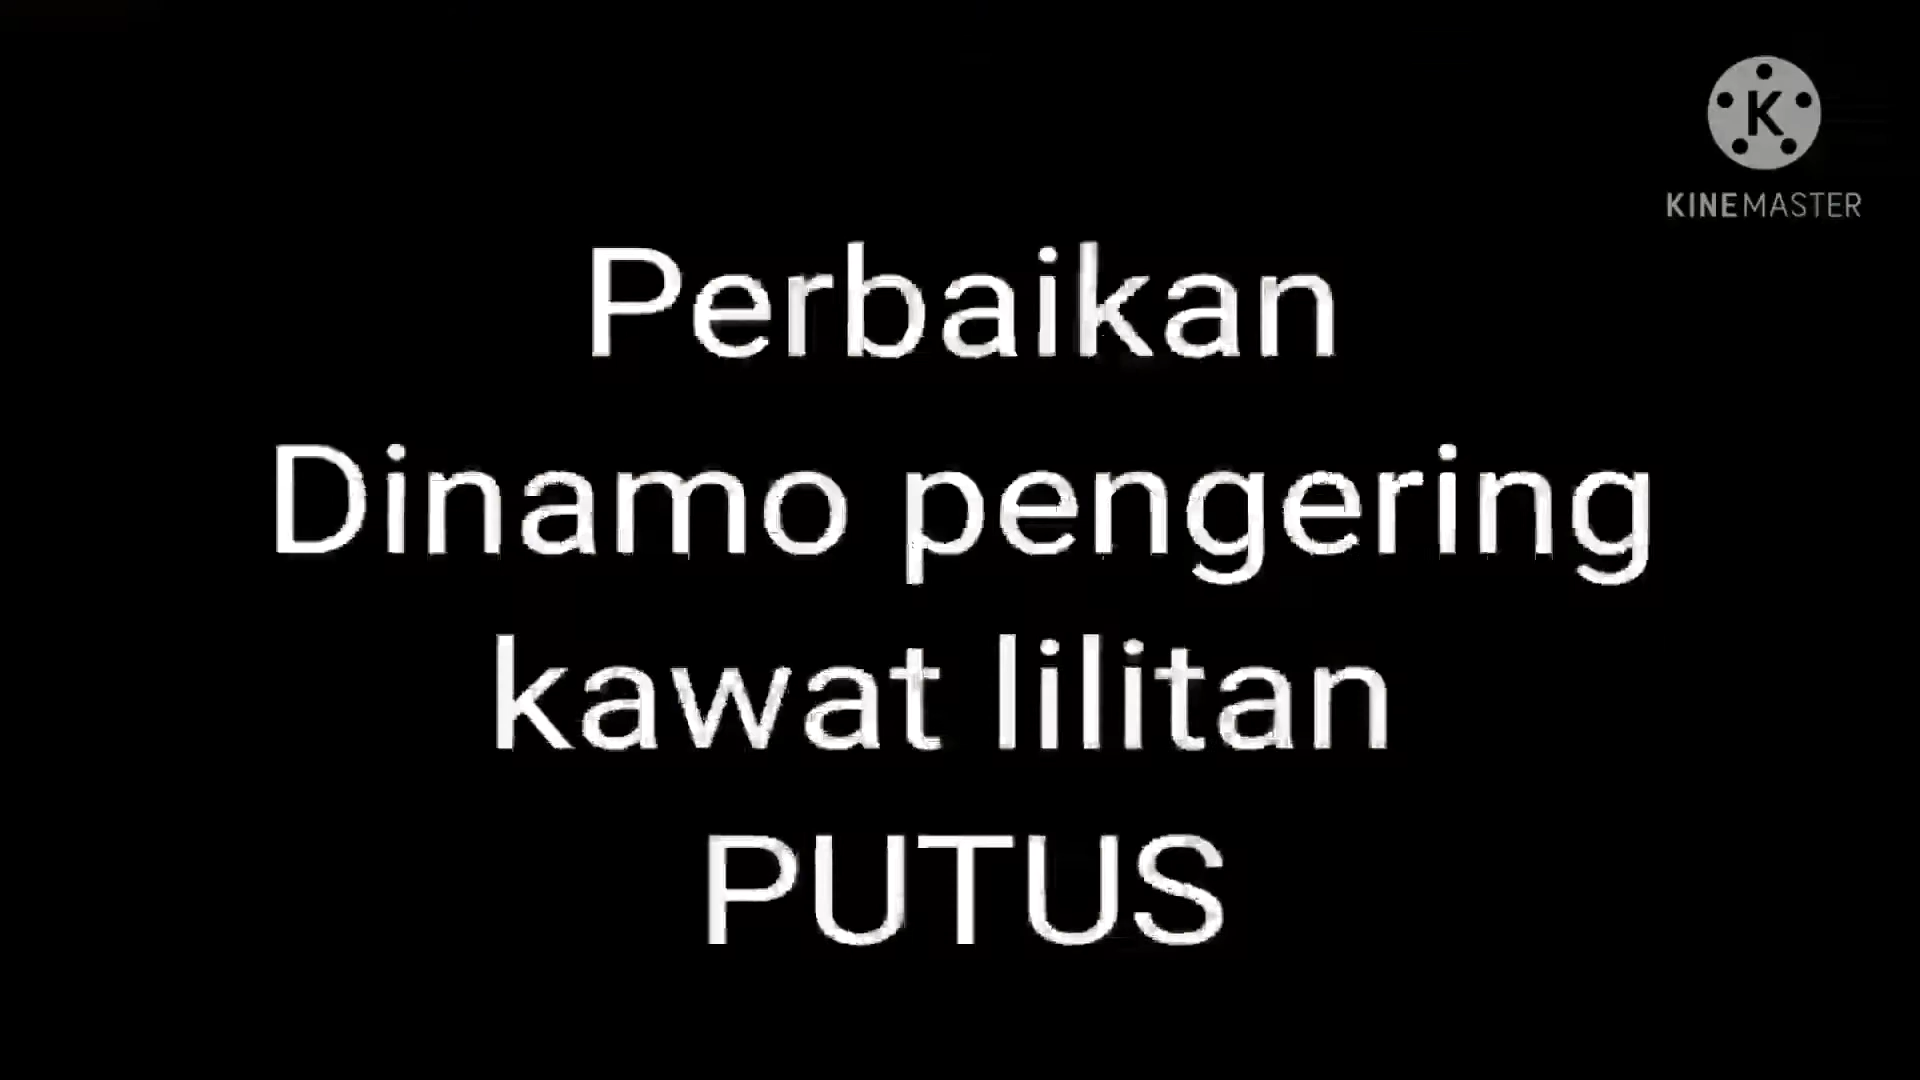 K
KINEMASTER
Perbaikan
Dinamo pengering
kawat lilitan
PUTUS